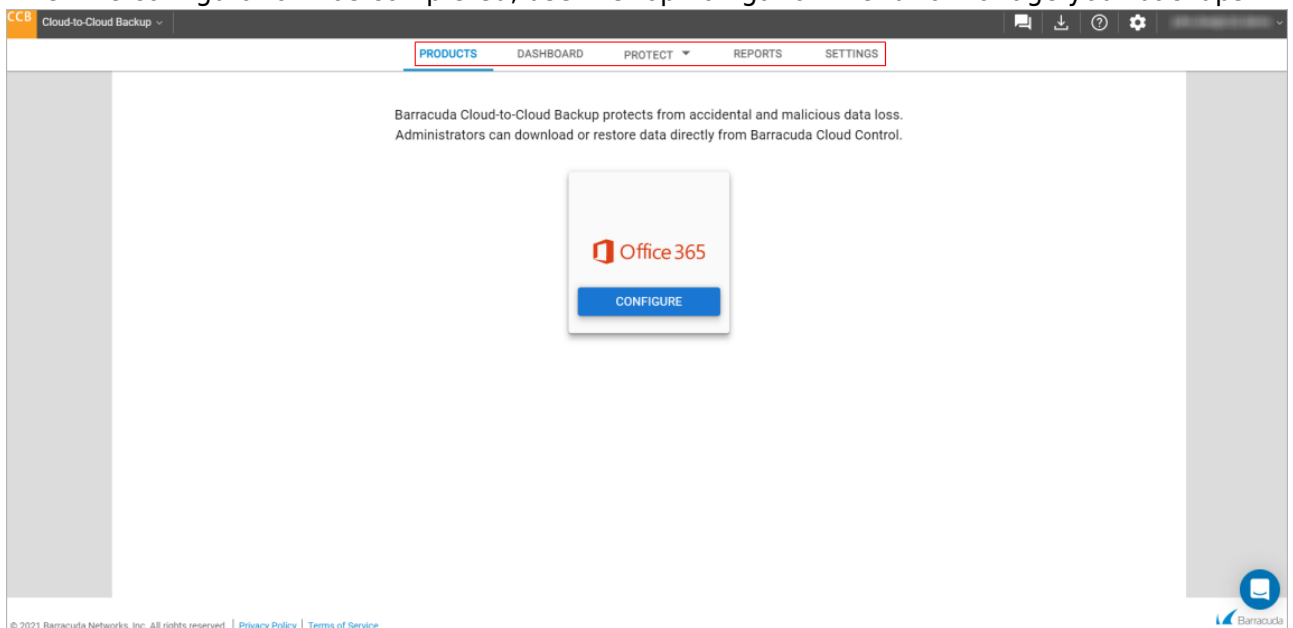 CCB Cloud-to-Cloud Backup
PRODUCTS DASHBOARD PROTECT REPORTS SETTINGS
Barracuda Cloud-to-Cloud Backup protects from accidental and malicious data loss.
Administrators can download or restore data directly from Barracuda Cloud Control.
Office 365
CONFIGURE
© 2021 Barracuda Networks, Inc. All rights reserved. | Privacy Policy | Terms of Service
Barracuda